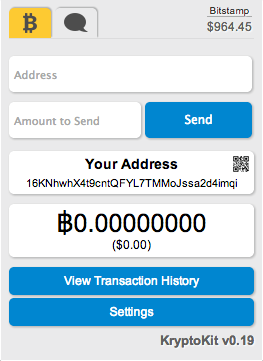 Bitstamp
$964.45
Address
Amount to Send
Send
Your Address
16KNhwhX4t9cntQFYL7TMMoJssa2d4imqi
฿0.00000000
($0.00)
View Transaction History
Settings
KryptoKit v0.19